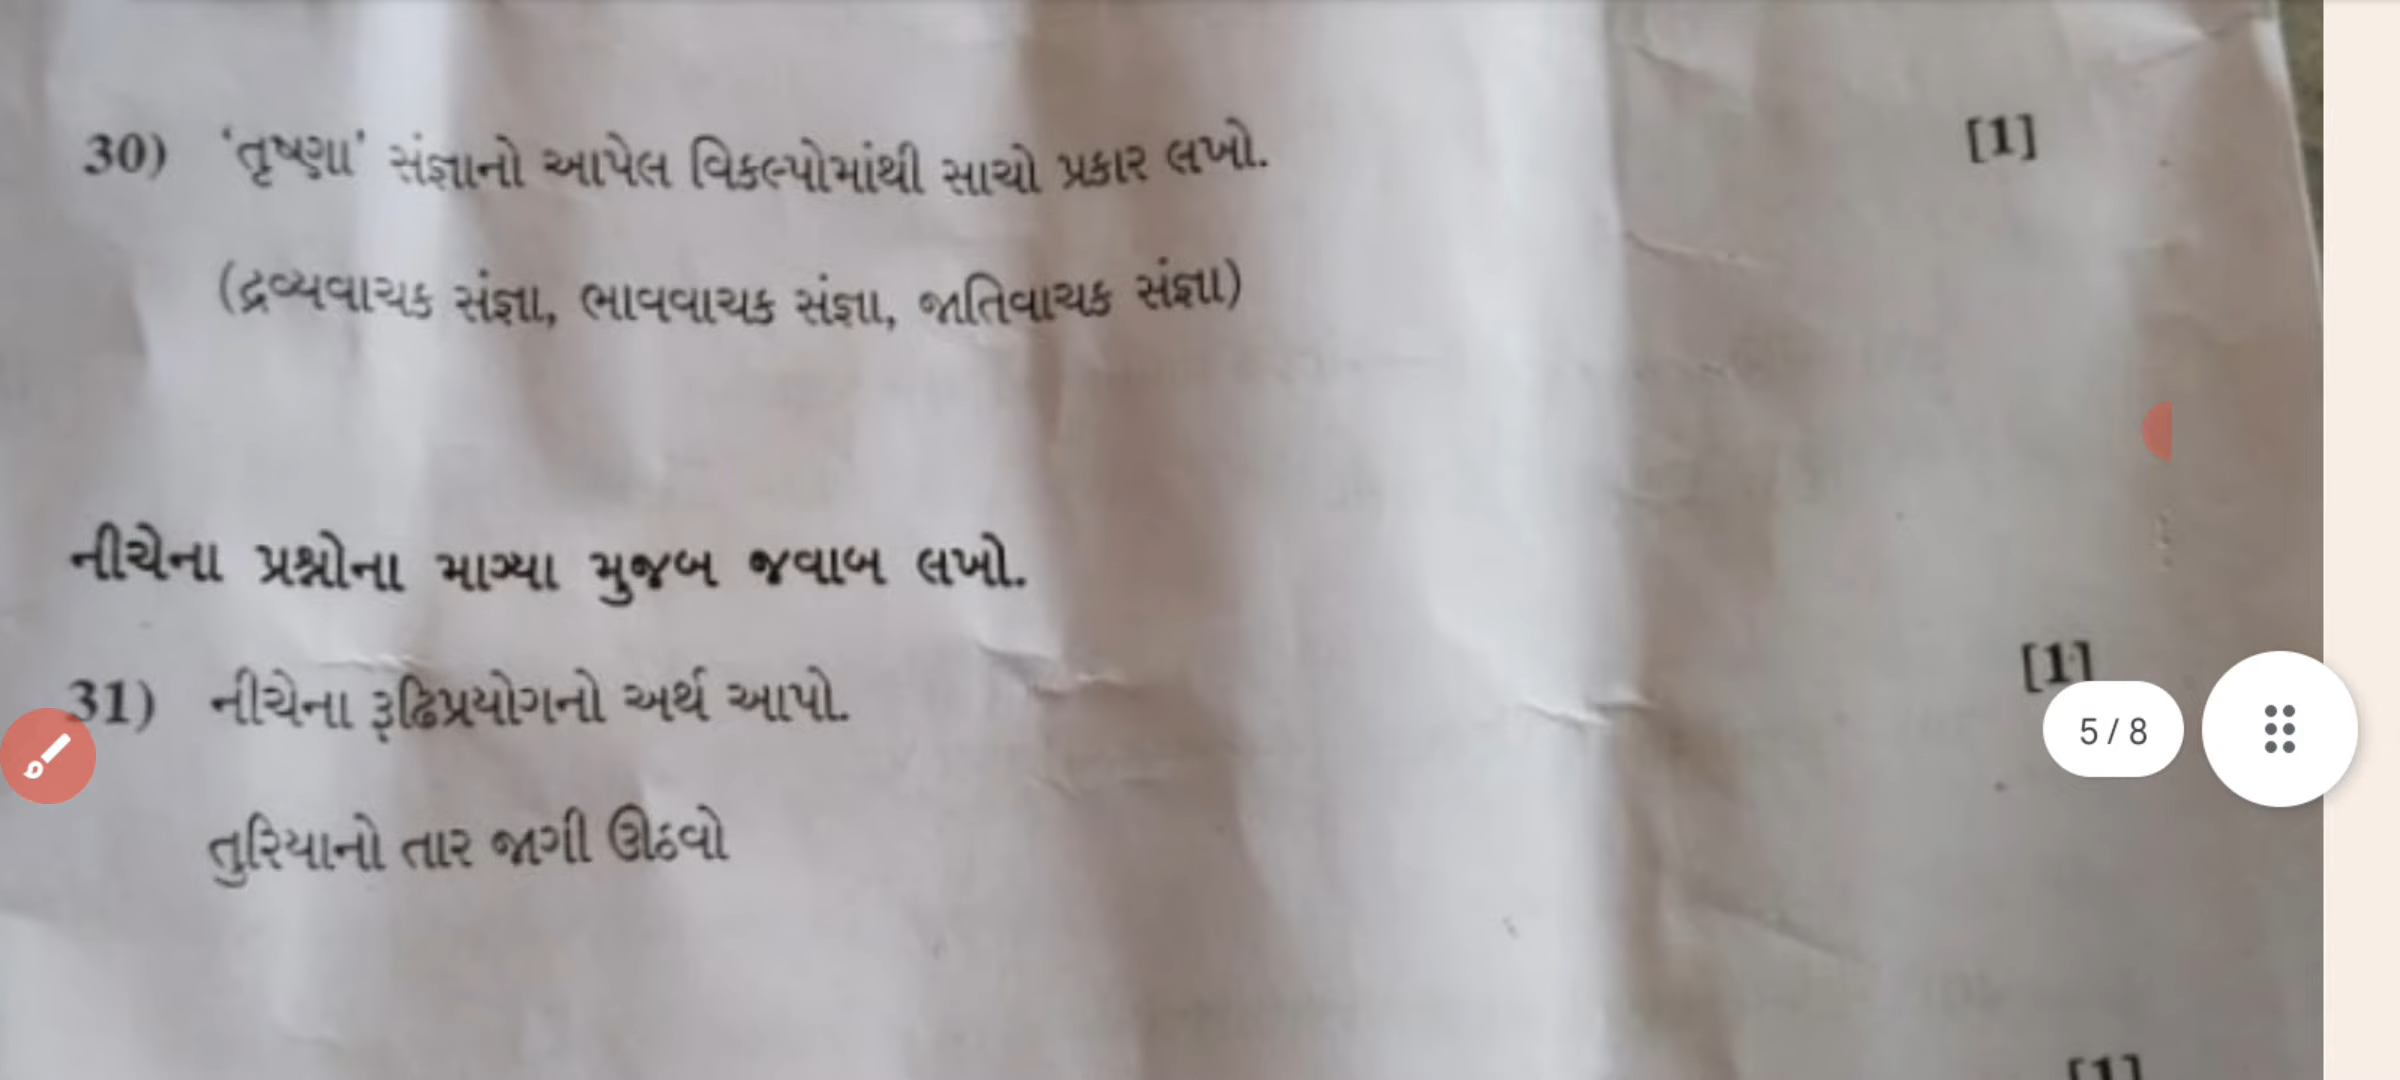 30) 'તૃષ્ણા' સંજ્ઞાનો આપેલ વિકલ્પોમાંથી સાચો પ્રકાર લખો. [1]
(દ્રવ્યવાચક સંજ્ઞા, ભાવવાચક સંજ્ઞા, જાતિવાચક સંજ્ઞા)
નીચેના પ્રશ્નોના માગ્યા મુજબ જવાબ લખો.
31) નીચેના રૂઢિપ્રયોગનો અર્થ આપો. [1]
5 / 8
તુરિયાનો તાર જાગી ઊઠવો
[1]